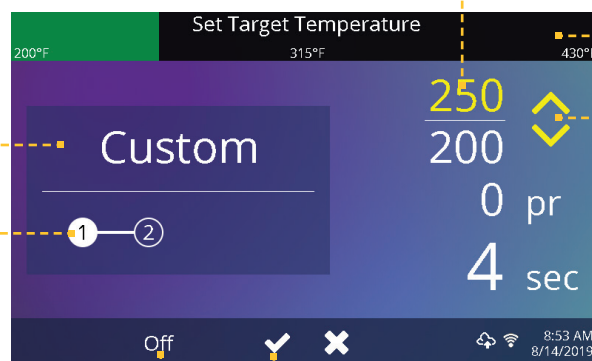 Set Target Temperature
200°F 315°F 430°F
250
200
Custom
0 pr
1 2
4 sec
Off
8:53 AM
8/14/2019